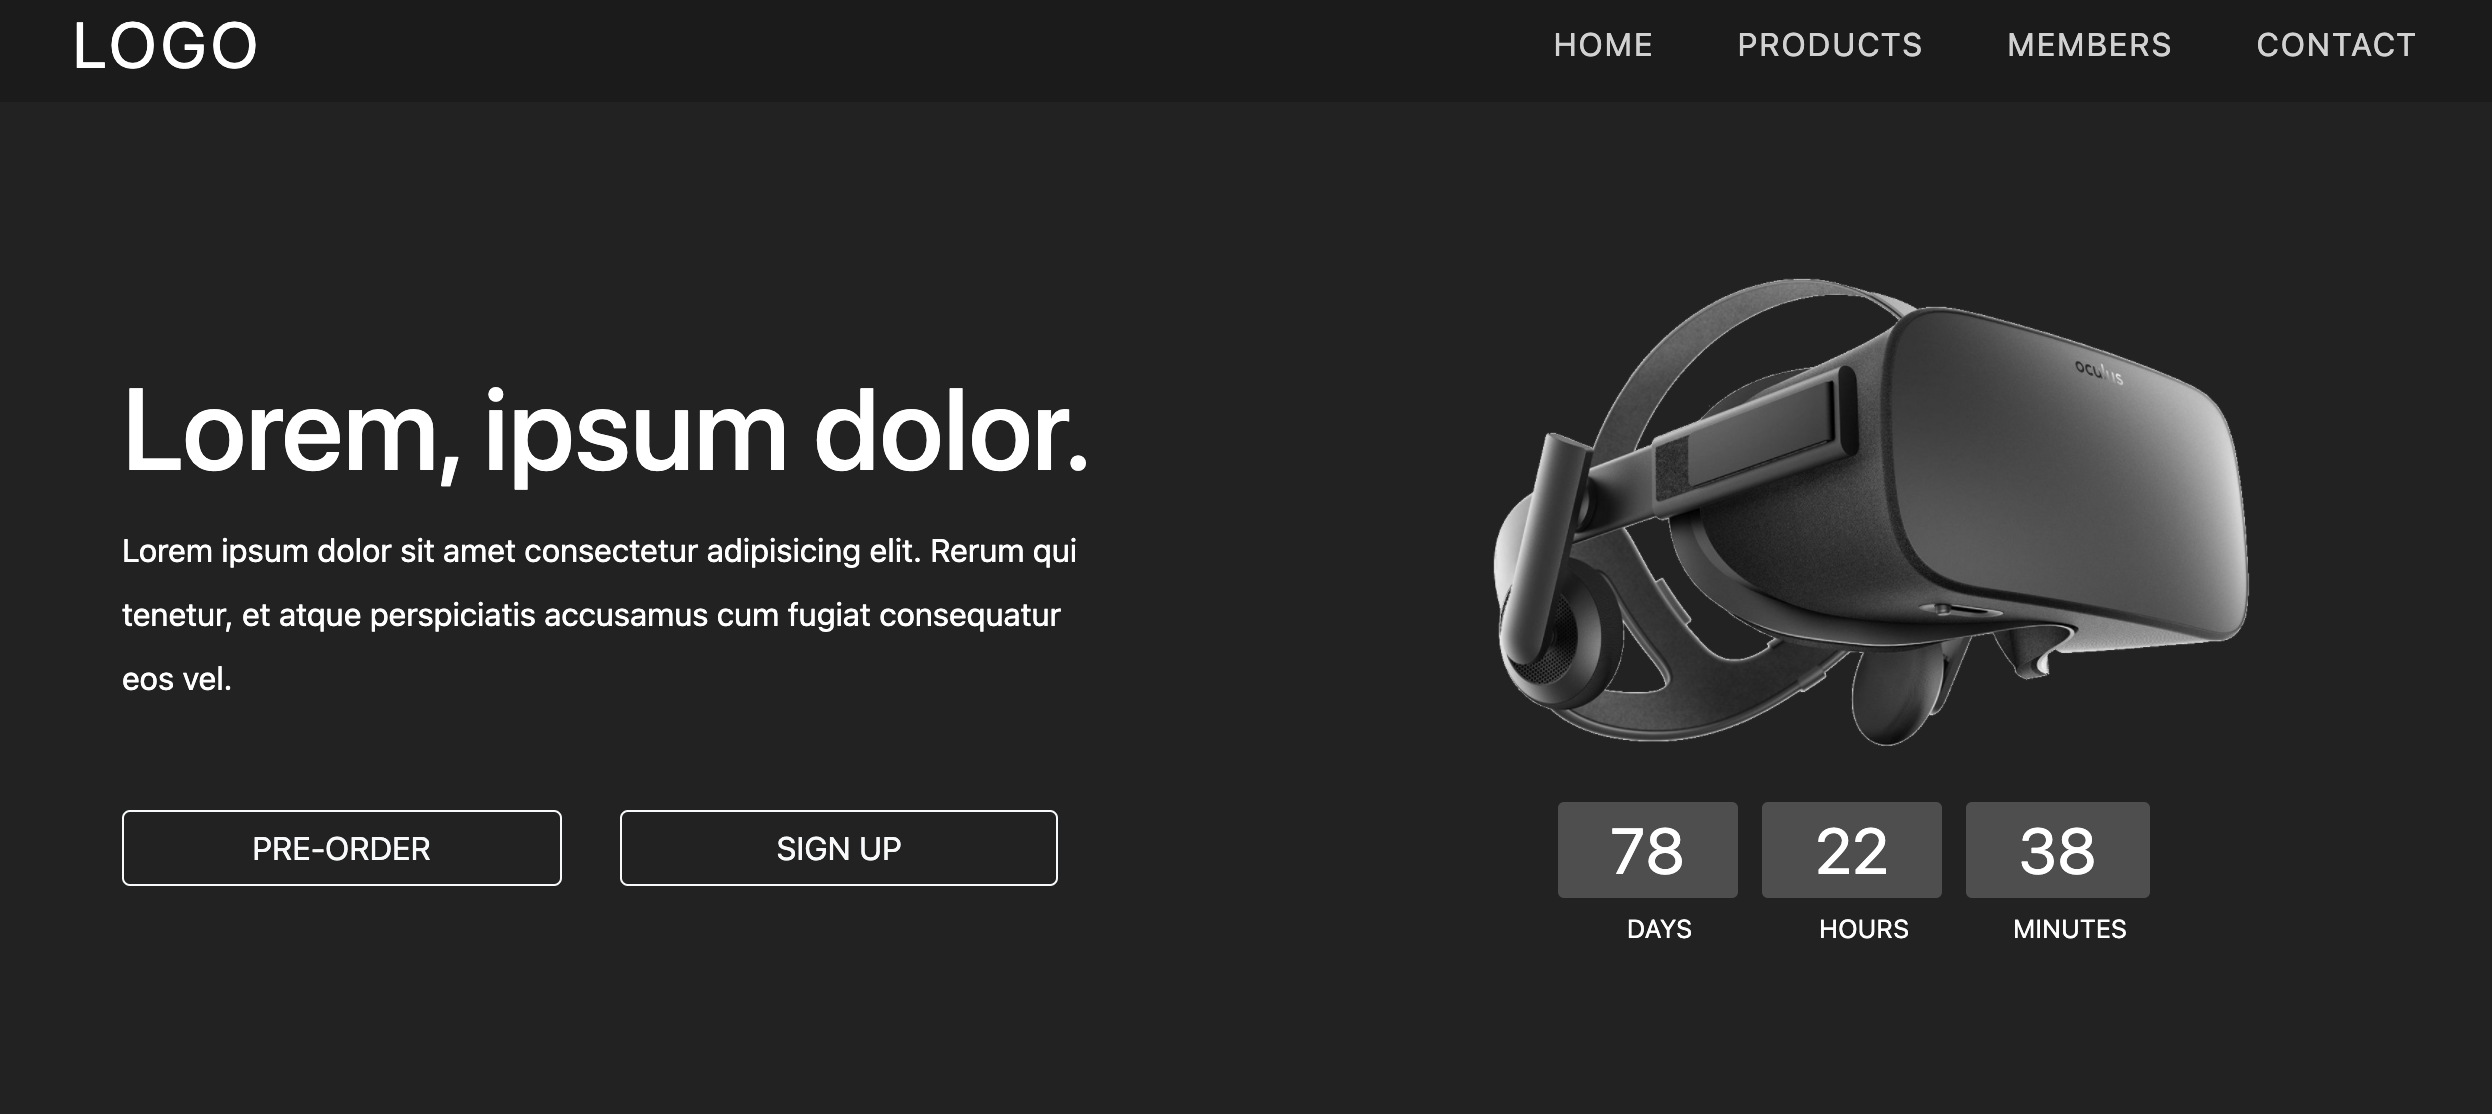 LOGO
HOME PRODUCTS MEMBERS CONTACT
oculus
Lorem, ipsum dolor.
Lorem ipsum dolor sit amet consectetur adipisicing elit. Rerum qui
tenetur, et atque perspiciatis accusamus cum fugiat consequatur
eos vel.
PRE-ORDER SIGN UP
78 22 38
DAYS HOURS MINUTES